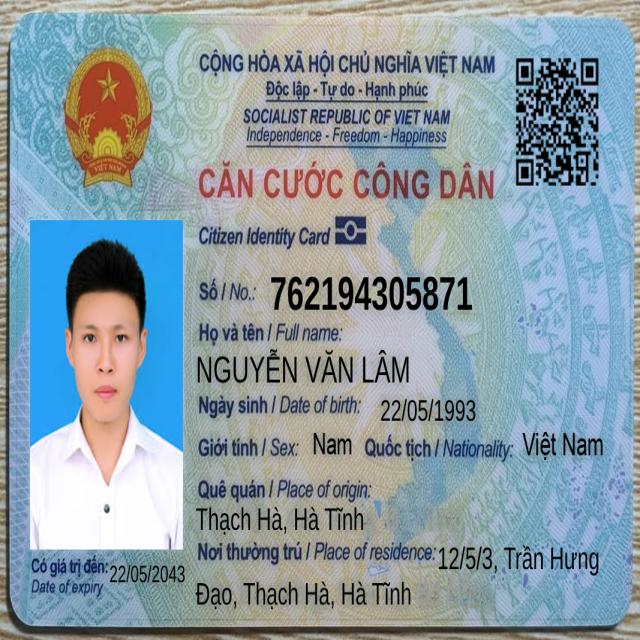 CỘNG HÒA XÃ HỘI CHỦ NGHĨA VIỆT NAM
Độc lập - Tự do - Hạnh phúc
SOCIALIST REPUBLIC OF VIET NAM
Independence - Freedom - Happiness
CĂN CƯỚC CÔNG DÂN
Citizen Identity Card
Số / No.: 762194305871
Họ và tên / Full name:
NGUYỄN VĂN LÂM
Ngày sinh / Date of birth: 22/05/1993
Giới tính / Sex: Nam Quốc tịch / Nationality: Việt Nam
Quê quán / Place of origin:
Thạch Hà, Hà Tĩnh
Nơi thường trú / Place of residence: 12/5/3, Trần Hưng
Đạo, Thạch Hà, Hà Tĩnh
Có giá trị đến: 22/05/2043
Date of expiry
VIỆT NAM